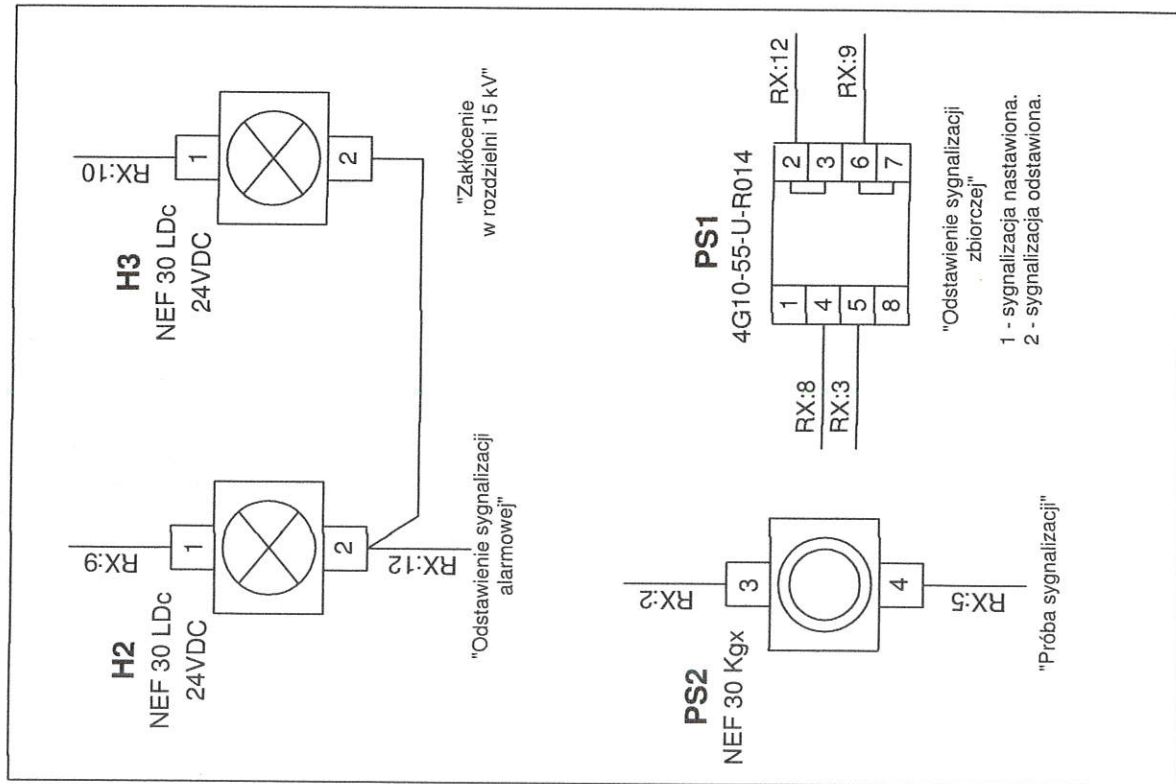 H2
NEF 30 LDc
24VDC
RX:9
1
2
RX:12
"Odstawienie sygnalizacji
alarmowej"
H3
NEF 30 LDc
24VDC
RX:10
1
2
"Zakłócenie
w rozdzielni 15 kV"
PS2
NEF 30 Kgx
RX:2
3
4
RX:5
"Próba sygnalizacji"
PS1
4G10-55-U-R014
1
4
5
8
2
3
6
7
RX:8
RX:3
RX:12
RX:9
"Odstawienie sygnalizacji
zbiorczej"
1 - sygnalizacja nastawiona.
2 - sygnalizacja odstawiona.